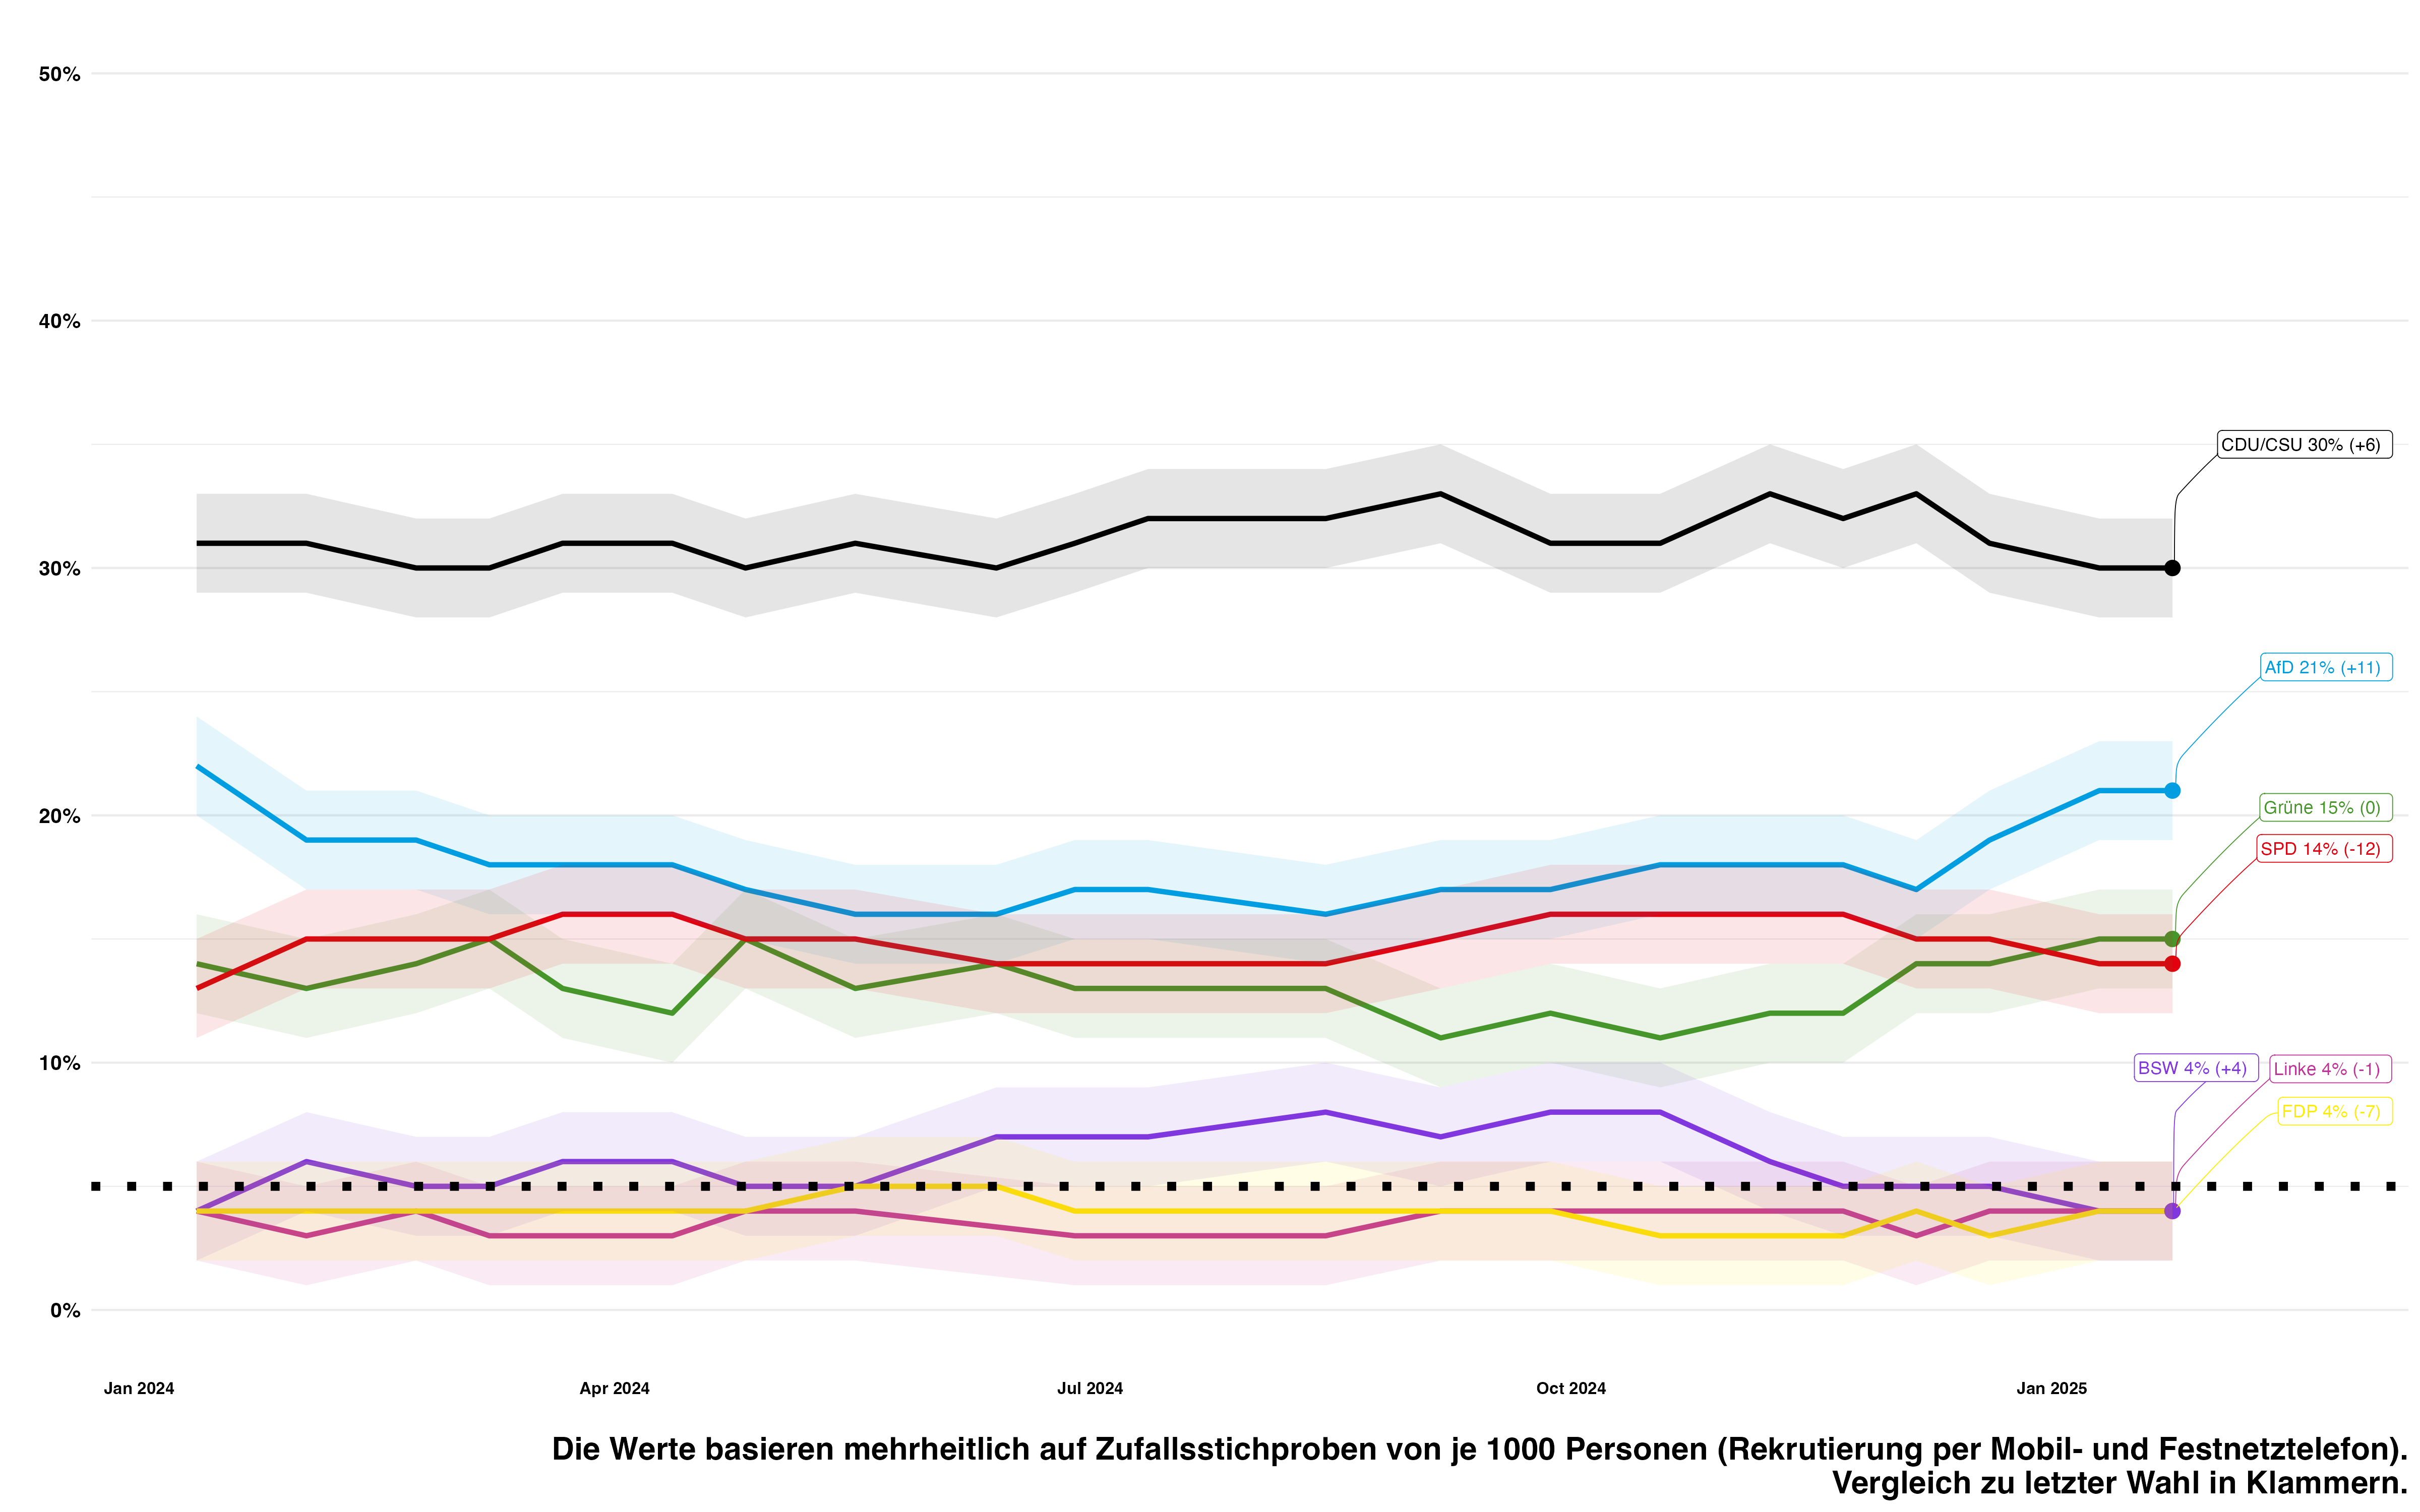 50%
40%
30%
20%
10%
0%
CDU/CSU 30% (+6)
AfD 21% (+11)
Grüne 15% (0)
SPD 14% (-12)
BSW 4% (+4)
Linke 4% (-1)
FDP 4% (-7)
Jan 2024
Apr 2024
Jul 2024
Oct 2024
Jan 2025
Die Werte basieren mehrheitlich auf Zufallsstichproben von je 1000 Personen (Rekrutierung per Mobil- und Festnetztelefon).
Vergleich zu letzter Wahl in Klammern.